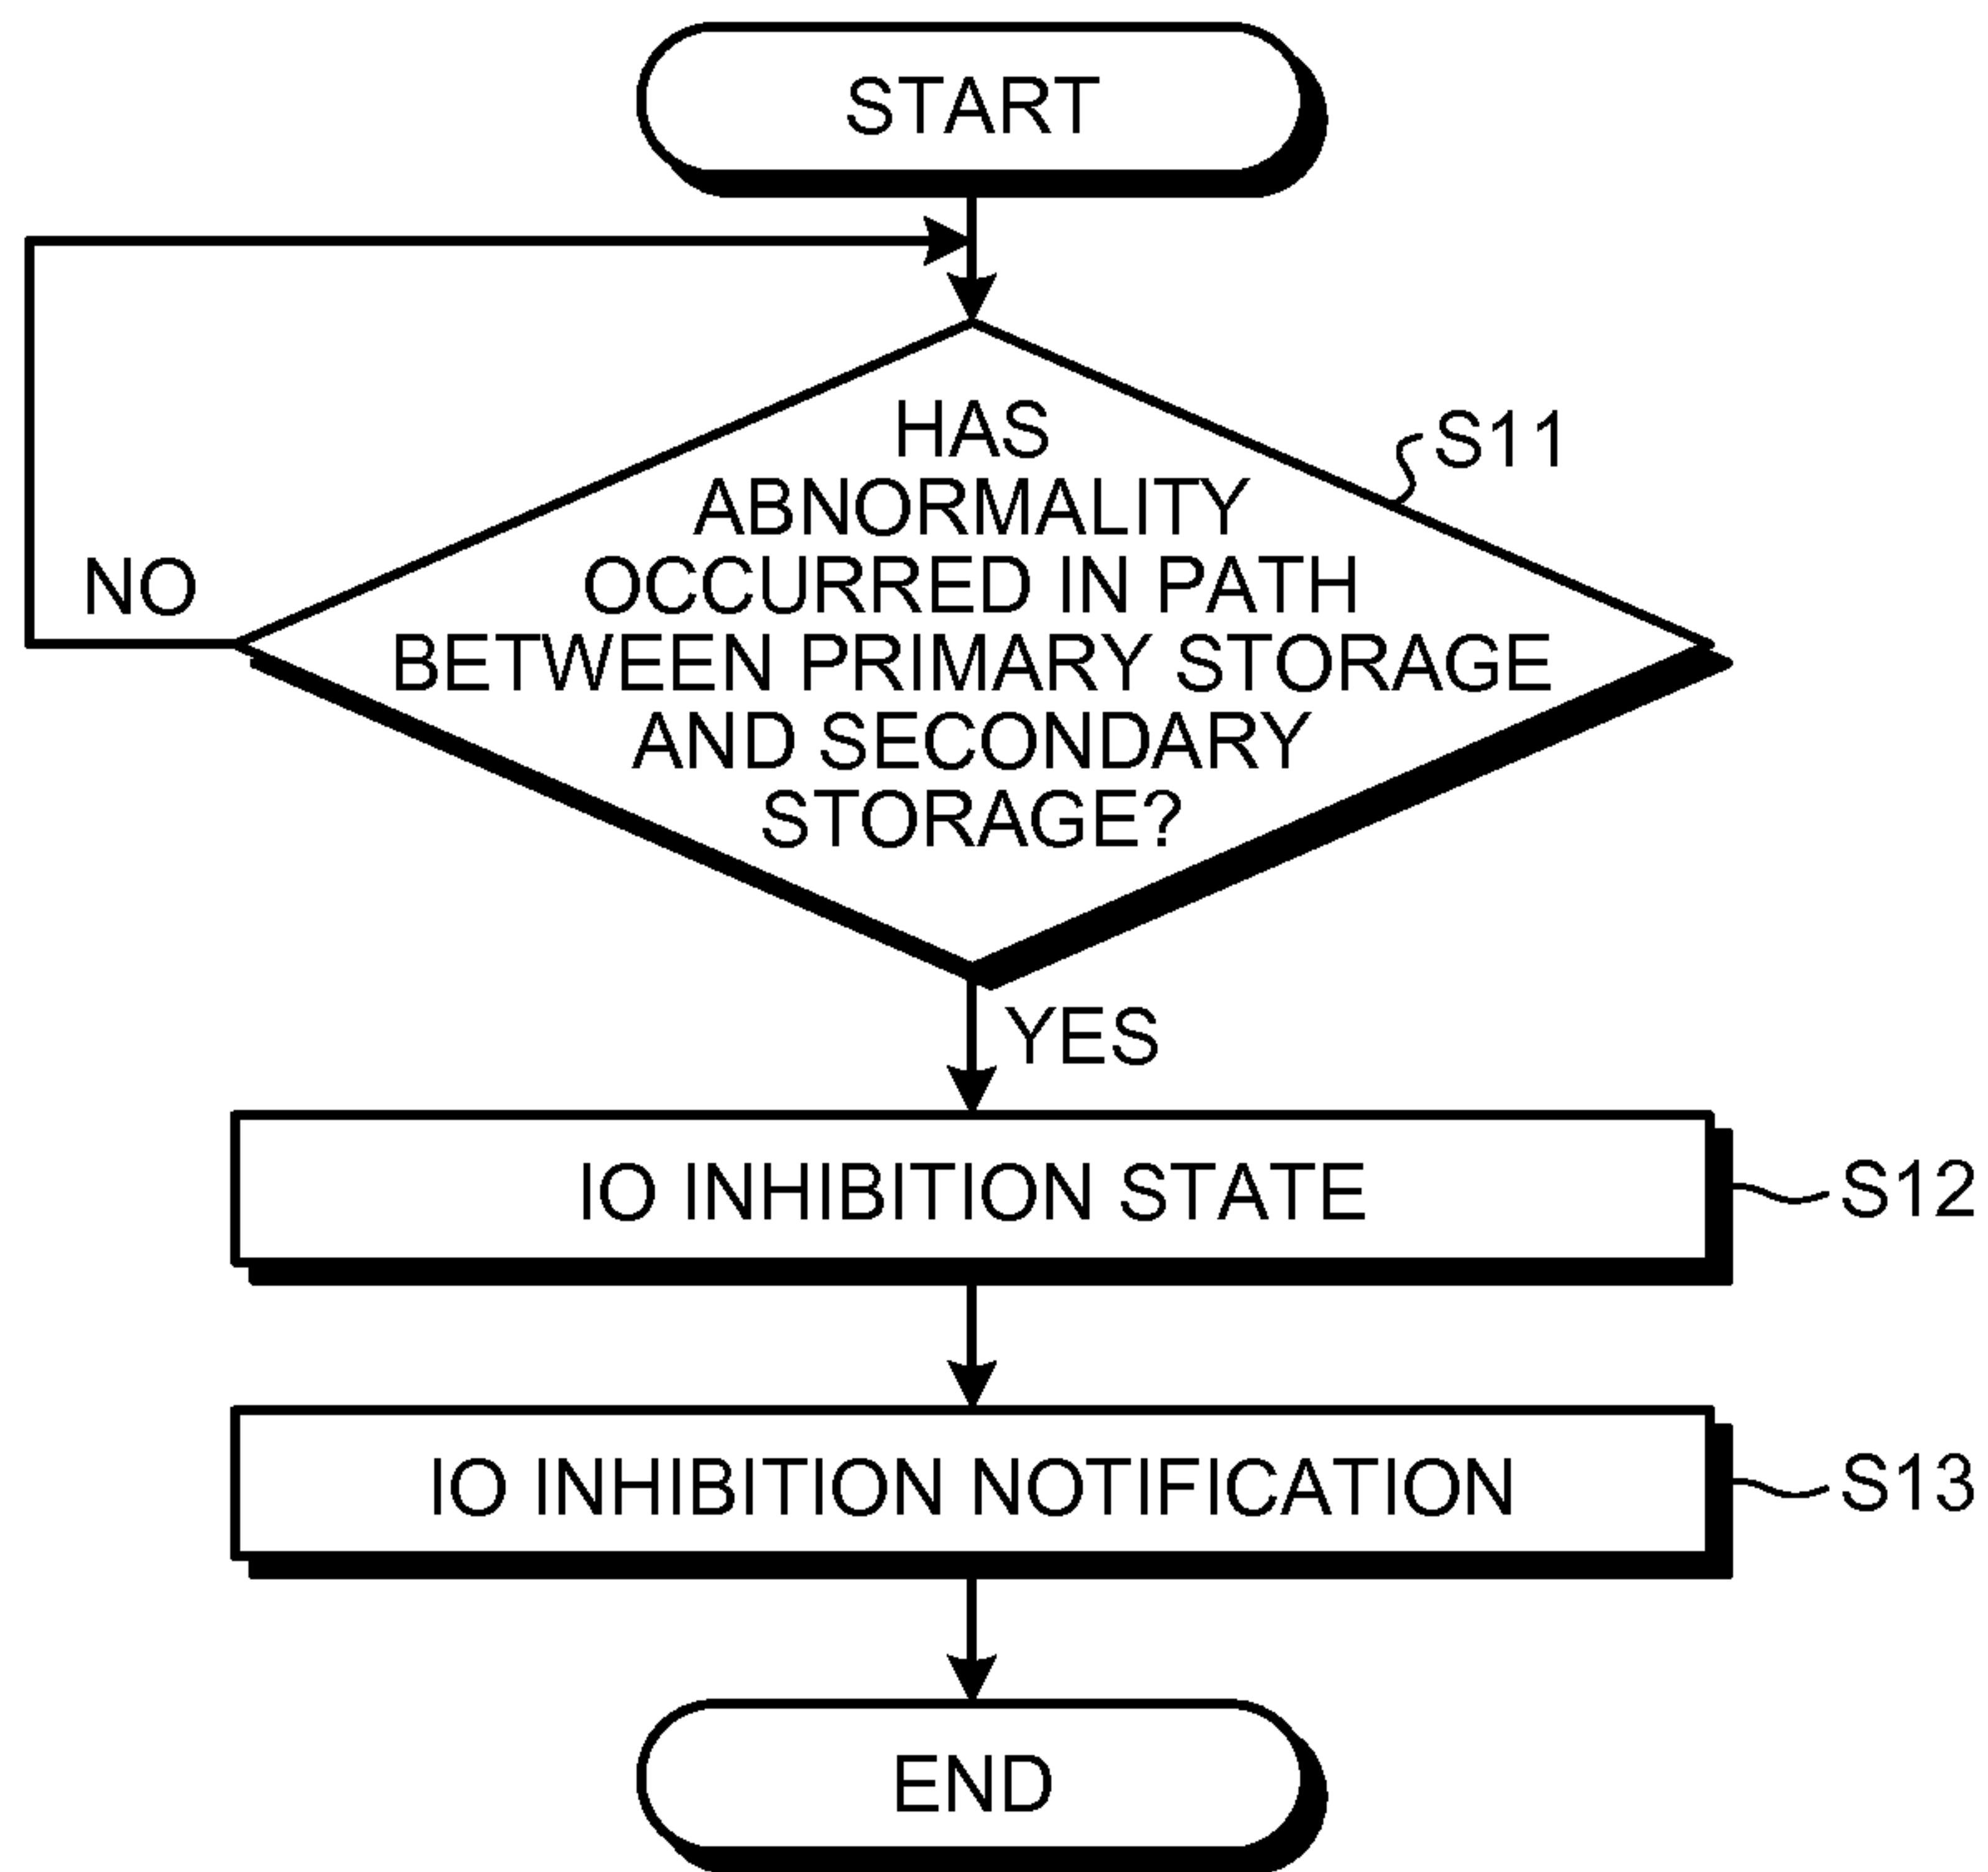 START
HAS
ABNORMALITY
OCCURRED IN PATH
BETWEEN PRIMARY STORAGE
AND SECONDARY
STORAGE?
S11
NO
YES
IO INHIBITION STATE
S12
IO INHIBITION NOTIFICATION
S13
END